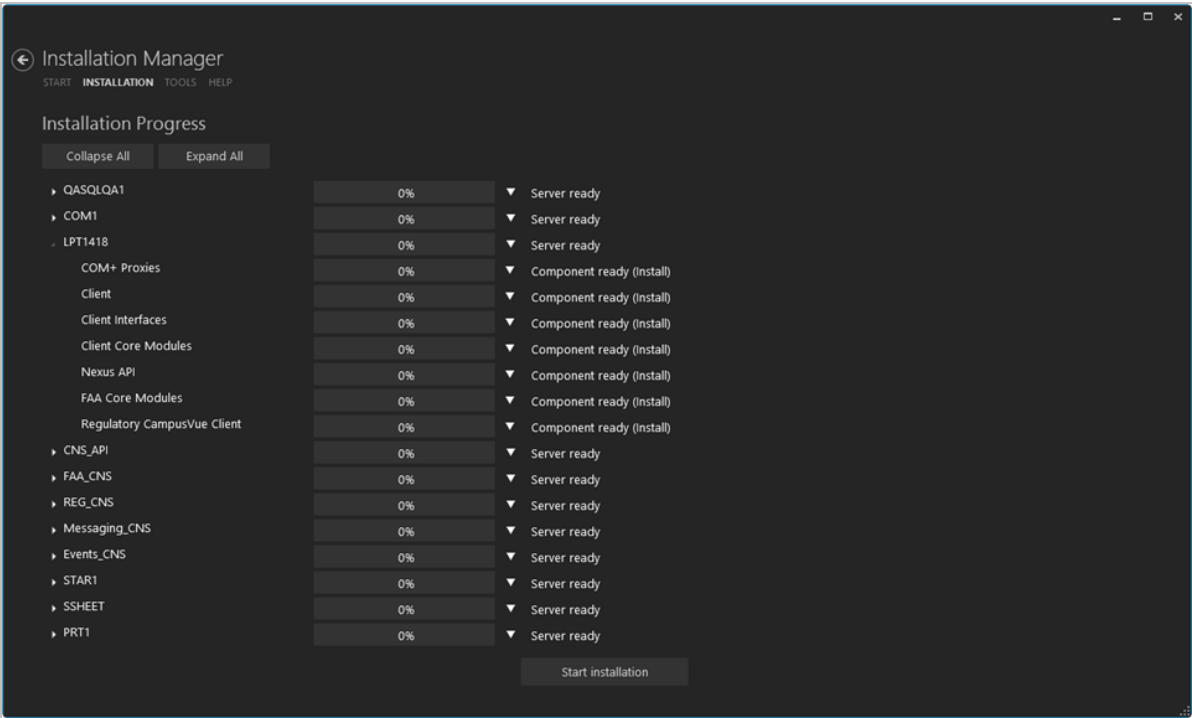 Installation Manager
START INSTALLATION TOOLS HELP
Installation Progress
Collapse All Expand All
QASQLQA1 0% Server ready
COM1 0% Server ready
LPT1418 0% Server ready
COM+ Proxies 0% Component ready (Install)
Client 0% Component ready (Install)
Client Interfaces 0% Component ready (Install)
Client Core Modules 0% Component ready (Install)
Nexus API 0% Component ready (Install)
FAA Core Modules 0% Component ready (Install)
Regulatory CampusVue Client 0% Component ready (Install)
CNS_API 0% Server ready
FAA_CNS 0% Server ready
REG_CNS 0% Server ready
Messaging_CNS 0% Server ready
Events_CNS 0% Server ready
STAR1 0% Server ready
SSHEET 0% Server ready
PRT1 0% Server ready
Start installation